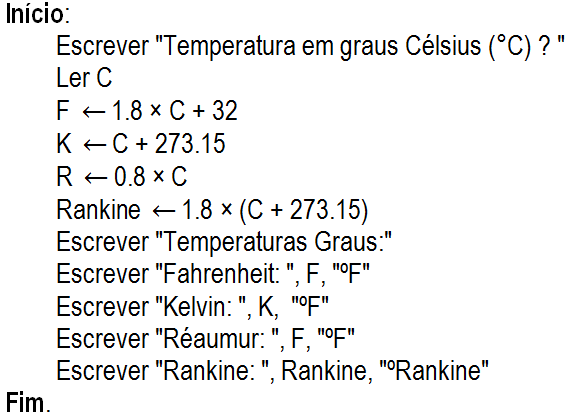 Início:
Escrever "Temperatura em graus Célsius (°C) ? "
Ler C
F ← 1.8 × C + 32
K ← C + 273.15
R ← 0.8 × C
Rankine ← 1.8 × (C + 273.15)
Escrever "Temperaturas Graus:"
Escrever "Fahrenheit: ", F, "ºF"
Escrever "Kelvin: ", K, "ºF"
Escrever "Réaumur: ", F, "ºF"
Escrever "Rankine: ", Rankine, "ºRankine"
Fim.